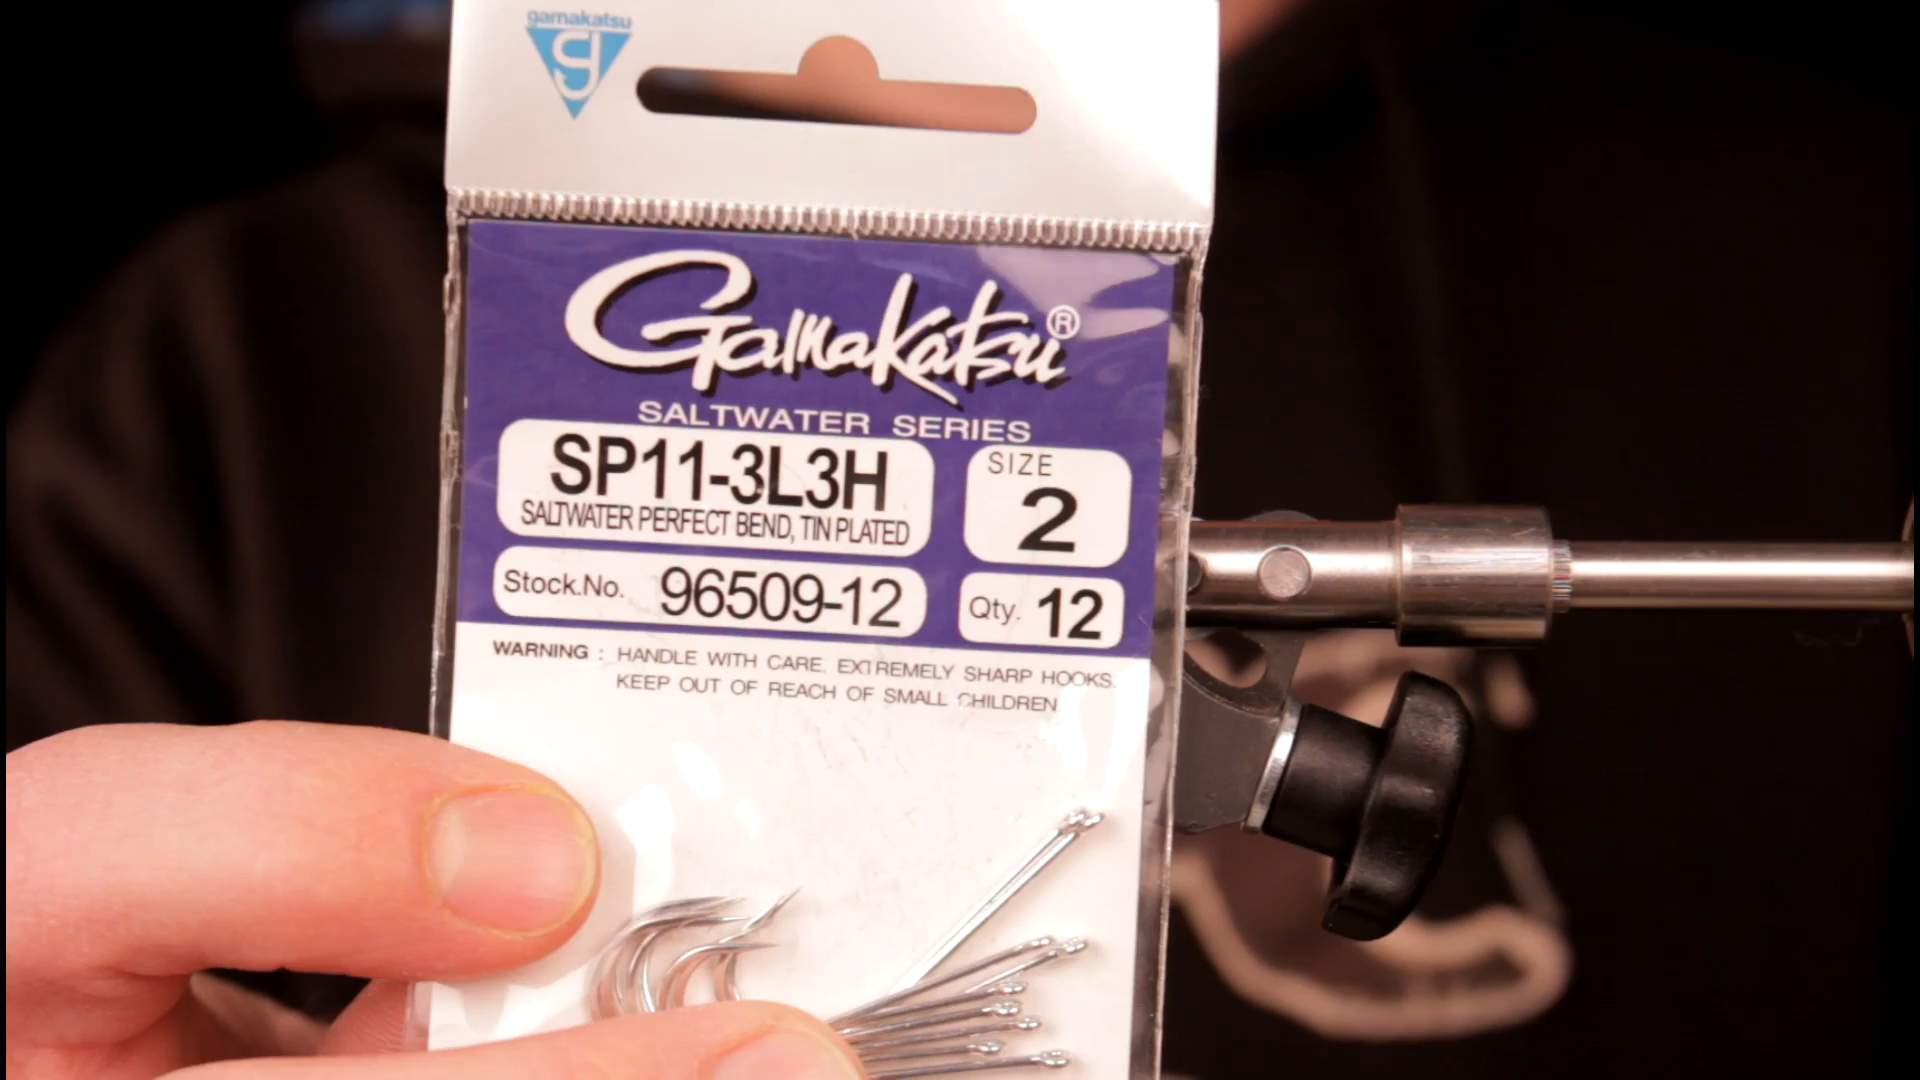 gamakatsu
Gamakatsu®
SALTWATER SERIES
SP11-3L3H
SALTWATER PERFECT BEND, TIN PLATED
SIZE
2
Stock.No. 96509-12
Qty. 12
WARNING : HANDLE WITH CARE. EXTREMELY SHARP HOOKS.
KEEP OUT OF REACH OF SMALL CHILDREN